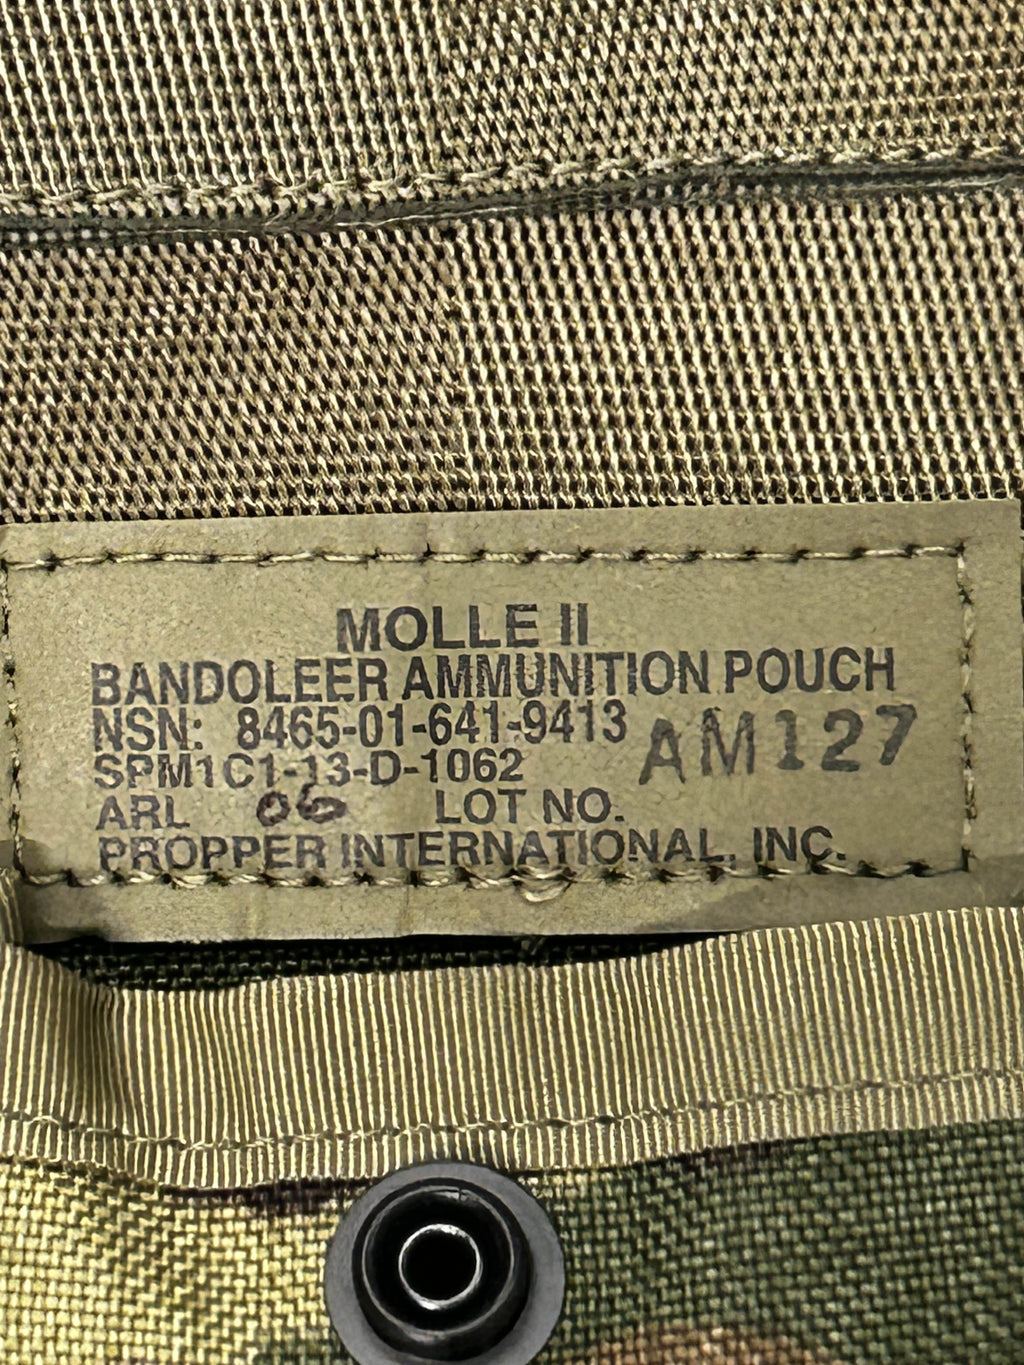 MOLLE II
BANDOLEER AMMUNITION POUCH
NSN: 8465-01-641-9413 AM127
SPM1C1-13-D-1062
ARL 06 LOT NO.
PROPPER INTERNATIONAL, INC.